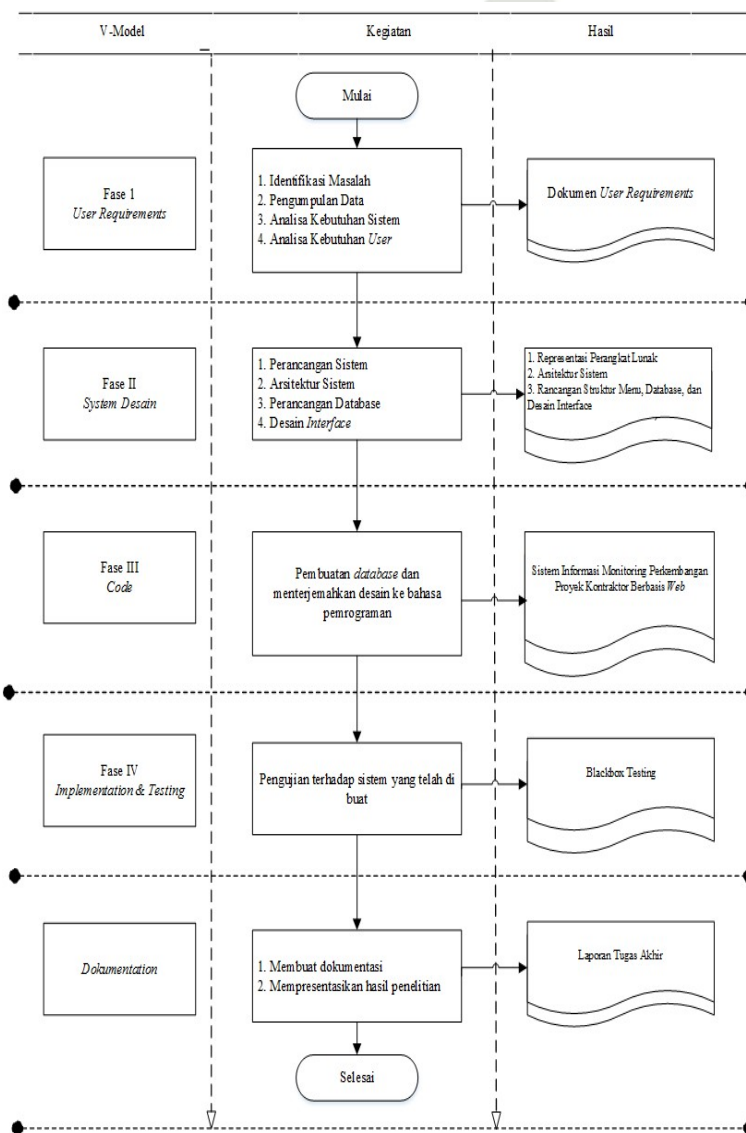 V-Model
Kegiatan
Hasil
Mulai
Fase 1
User Requirements
1. Identifikasi Masalah
2. Pengumpulan Data
3. Analisa Kebutuhan Sistem
4. Analisa Kebutuhan User
Dokumen User Requirements
Fase II
System Desain
1. Perancangan Sistem
2. Arsitektur Sistem
3. Perancangan Database
4. Desain Interface
1. Representasi Perangkat Lunak
2. Arsitektur Sistem
3. Rancangan Struktur Menu, Database, dan
Desain Interface
Fase III
Code
Pembuatan database dan
menterjemahkan desain ke bahasa
pemrograman
Sistem Informasi Monitoring Perkembangan
Proyek Kontraktor Berbasis Web
Fase IV
Implementation & Testing
Pengujian terhadap sistem yang telah di
buat
Blackbox Testing
Dokumentation
1. Membuat dokumentasi
2. Mempresentasikan hasil penelitian
Laporan Tugas Akhir
Selesai